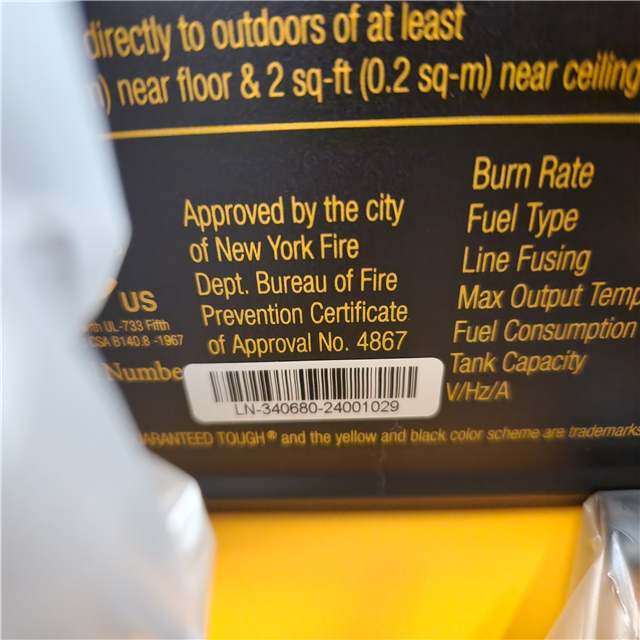 directly to outdoors of at least
near floor & 2 sq-ft (0.2 sq-m) near ceiling
Approved by the city
of New York Fire
Dept. Bureau of Fire
Prevention Certificate
of Approval No. 4867
US
UL-733 Fifth
CSA B140.8 -1967
LN-340680-24001029
Burn Rate
Fuel Type
Line Fusing
Max Output Temp
Fuel Consumption
Tank Capacity
V/Hz/A
GUARANTEED TOUGH® and the yellow and black color scheme are trademarks